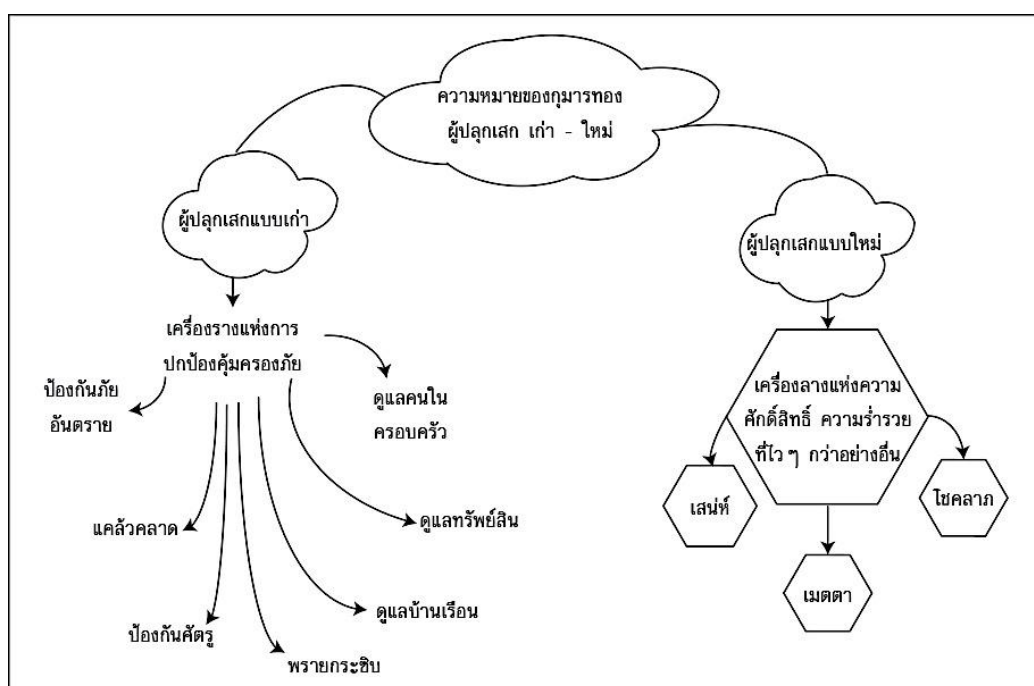 ความหมายของกุมารทอง
ผู้ปลุกเสก เก่า - ใหม่
ผู้ปลุกเสกแบบเก่า
เครื่องรางแห่งการ
ปกป้องคุ้มครองภัย
ป้องกันภัย
อันตราย
แคล้วคลาด
ป้องกันศัตรู
พรายกระซิบ
ดูแลบ้านเรือน
ดูแลทรัพย์สิน
ดูแลคนใน
ครอบครัว
ผู้ปลุกเสกแบบใหม่
เครื่องลางแห่งความ
ศักดิ์สิทธิ์ ความร่ำรวย
ที่ไวๆ กว่าอย่างอื่น
เสน่ห์
เมตตา
โชคลาภ